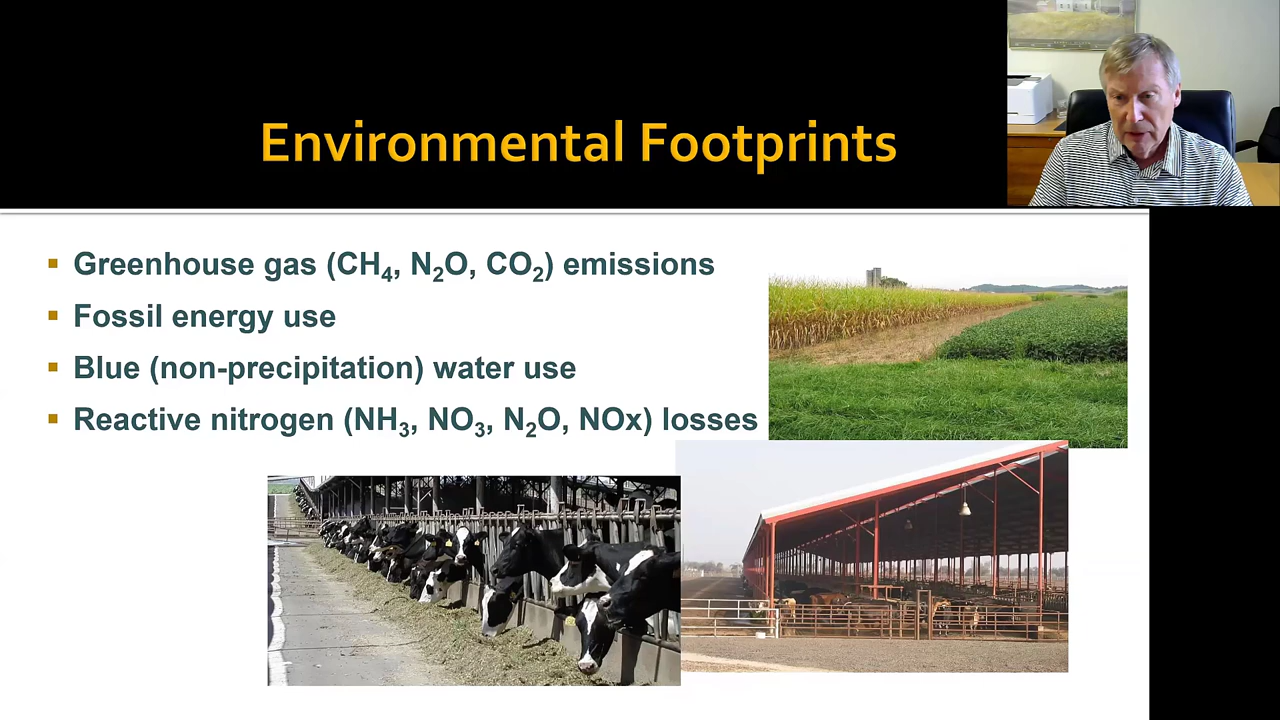 Environmental Footprints
▪ Greenhouse gas (CH₄, N₂O, CO₂) emissions
▪ Fossil energy use
▪ Blue (non-precipitation) water use
▪ Reactive nitrogen (NH₃, NO₃, N₂O, NOx) losses